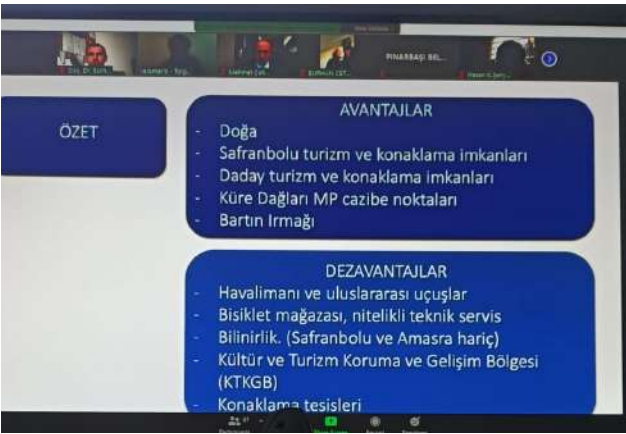 PINARBAŞI BEL...
ÖZET
AVANTAJLAR
- Doğa
- Safranbolu turizm ve konaklama imkanları
- Daday turizm ve konaklama imkanları
- Küre Dağları MP cazibe noktaları
- Bartın Irmağı
DEZAVANTAJLAR
- Havalimanı ve uluslararası uçuşlar
- Bisiklet mağazası, nitelikli teknik servis
- Bilinirlik. (Safranbolu ve Amasra hariç)
- Kültür ve Turizm Koruma ve Gelişim Bölgesi
(KTKGB)
- Konaklama tesisleri